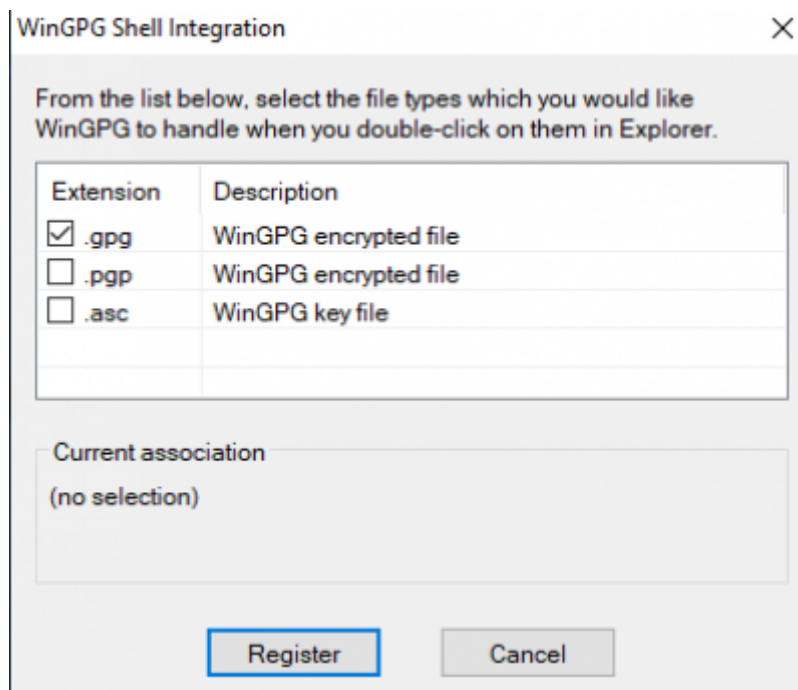 WinGPG Shell Integration
From the list below, select the file types which you would like
WinGPG to handle when you double-click on them in Explorer.
Extension Description
.gpg WinGPG encrypted file
.pgp WinGPG encrypted file
.asc WinGPG key file
Current association
(no selection)
Register Cancel